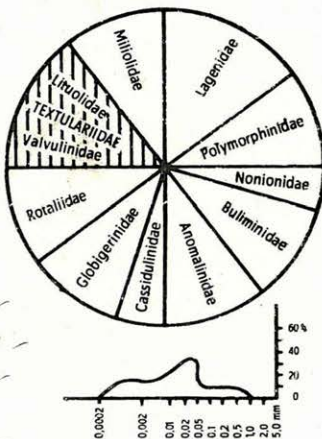 Miliolidae
Lagenidae
Lituolidae
TEXTULARIIDAE
Valvulinidae
Polymorphinidae
Nonionidae
Buliminidae
Rotaliidae
Globigerinidae
Cassidulinidae
Anomalinidae
60%
40
20
0
0,0002
0,002
0,01
0,02
0,05
0,1
0,2
0,5
1,0
2,0
5,0 mm